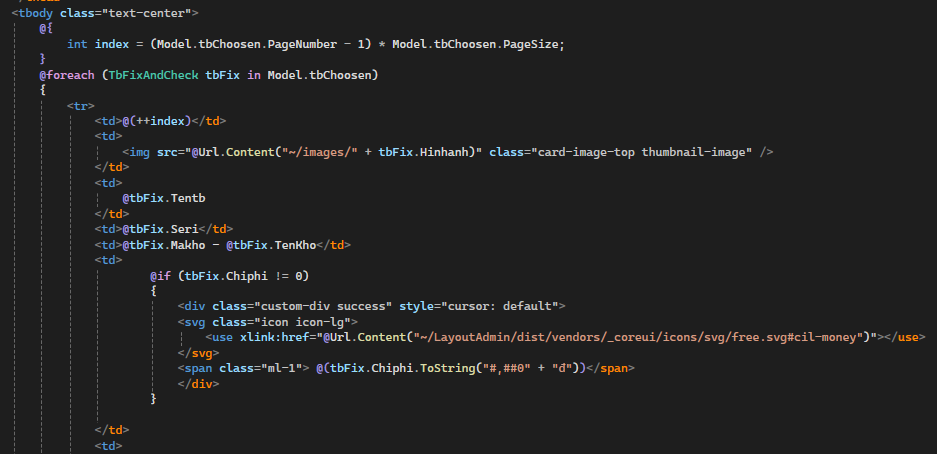 <tbody class="text-center">
@{
int index = (Model.tbChoosen.PageNumber - 1) * Model.tbChoosen.PageSize;
}
@foreach (TbFixAndCheck tbFix in Model.tbChoosen)
{
<tr>
<td>@(++index)</td>
<td>
<img src="@Url.Content("~/images/" + tbFix.Hinhanh)" class="card-image-top thumbnail-image" />
</td>
<td>
@tbFix.Tentb
</td>
<td>@tbFix.Seri</td>
<td>@tbFix.Makho - @tbFix.TenKho</td>
<td>
@if (tbFix.Chiphi != 0)
{
<div class="custom-div success" style="cursor: default">
<svg class="icon icon-lg">
<use xlink:href="@Url.Content("~/LayoutAdmin/dist/vendors/_coreui/icons/svg/free.svg#cil-money")"></use>
</svg>
<span class="ml-1"> @(tbFix.Chiphi.ToString("#,##0" + "đ"))</span>
</div>
}
</td>
<td>